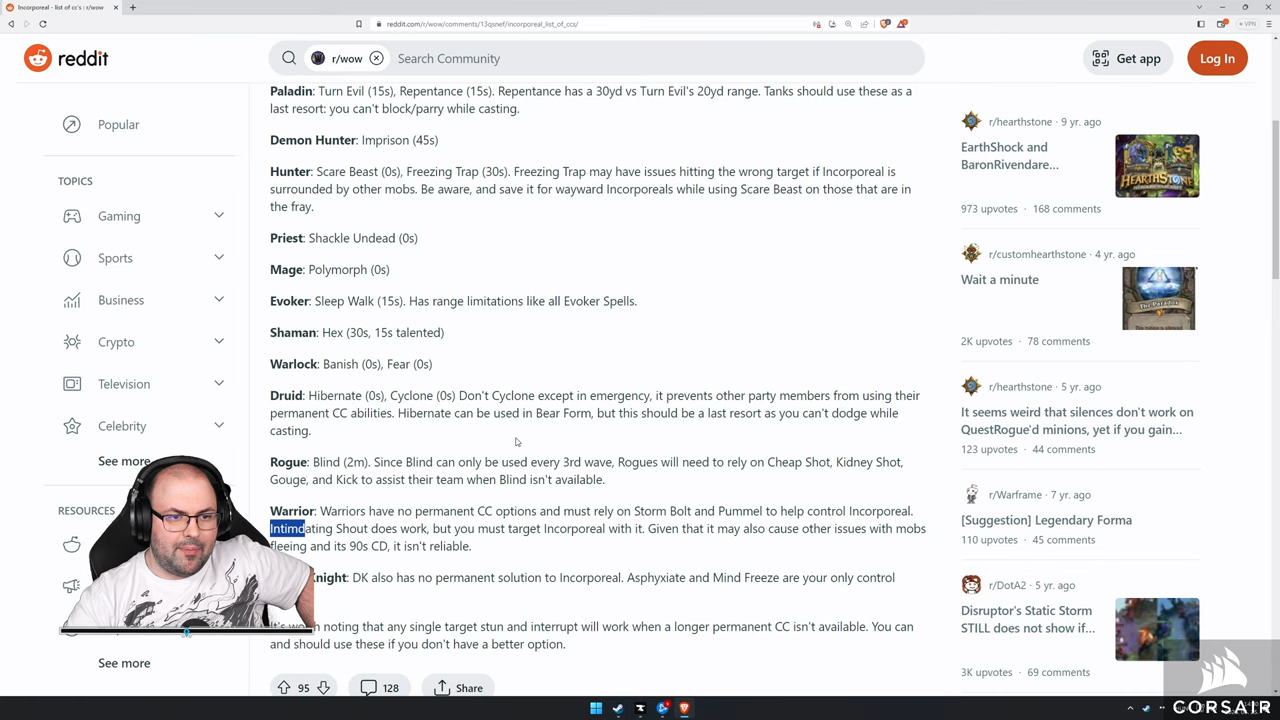 Incorporeal - list of cc's : r/wow
reddit.com/r/wow/comments/13qsnef/incorporeal_list_of_ccs/
VPN
reddit
r/wow
Search Community
Get app
Log In
Popular
TOPICS
Gaming
Sports
Business
Crypto
Television
Celebrity
See more
RESOURCES
See more
Paladin: Turn Evil (15s), Repentance (15s). Repentance has a 30yd vs Turn Evil's 20yd range. Tanks should use these as a
last resort: you can't block/parry while casting.
Demon Hunter: Imprison (45s)
Hunter: Scare Beast (0s), Freezing Trap (30s). Freezing Trap may have issues hitting the wrong target if Incorporeal is
surrounded by other mobs. Be aware, and save it for wayward Incorporeals while using Scare Beast on those that are in
the fray.
Priest: Shackle Undead (0s)
Mage: Polymorph (0s)
Evoker: Sleep Walk (15s). Has range limitations like all Evoker Spells.
Shaman: Hex (30s, 15s talented)
Warlock: Banish (0s), Fear (0s)
Druid: Hibernate (0s), Cyclone (0s) Don't Cyclone except in emergency, it prevents other party members from using their
permanent CC abilities. Hibernate can be used in Bear Form, but this should be a last resort as you can't dodge while
casting.
Rogue: Blind (2m). Since Blind can only be used every 3rd wave, Rogues will need to rely on Cheap Shot, Kidney Shot,
Gouge, and Kick to assist their team when Blind isn't available.
Warrior: Warriors have no permanent CC options and must rely on Storm Bolt and Pummel to help control Incorporeal.
Intimdating Shout does work, but you must target Incorporeal with it. Given that it may also cause other issues with mobs
fleeing and its 90s CD, it isn't reliable.
Knight: DK also has no permanent solution to Incorporeal. Asphyxiate and Mind Freeze are your only control
It's worth noting that any single target stun and interrupt will work when a longer permanent CC isn't available. You can
and should use these if you don't have a better option.
95
128
Share
r/hearthstone · 9 yr. ago
EarthShock and
BaronRivendare...
HEARTHSTONE
973 upvotes · 168 comments
r/customhearthstone · 4 yr. ago
Wait a minute
The Paradox
2K upvotes · 78 comments
r/hearthstone · 5 yr. ago
It seems weird that silences don't work on
QuestRogue'd minions, yet if you gain...
123 upvotes · 44 comments
r/Warframe · 7 yr. ago
[Suggestion] Legendary Forma
110 upvotes · 45 comments
r/DotA2 · 5 yr. ago
Disruptor's Static Storm
STILL does not show if...
3K upvotes · 69 comments
CORSAIR